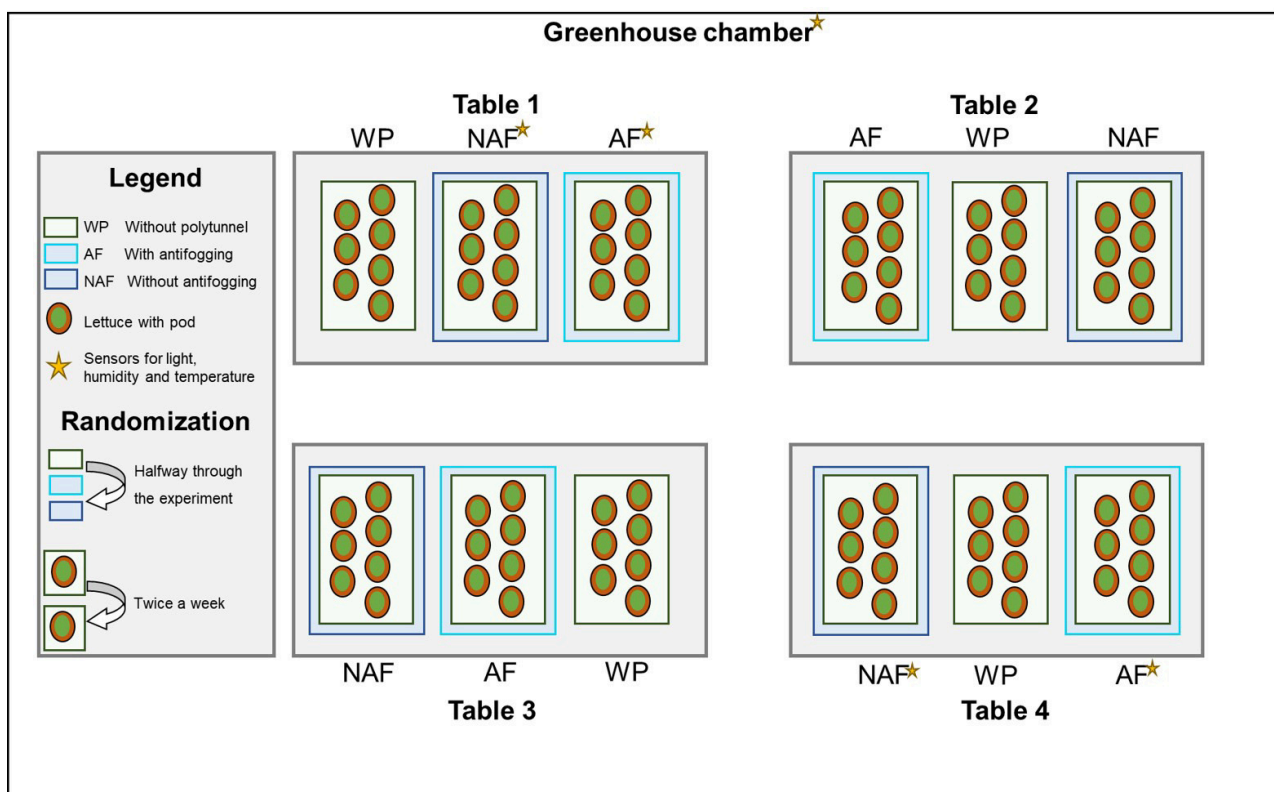 Greenhouse chamber
Table 1
Table 2
WP NAF AF
AF WP NAF
Legend
WP Without polytunnel
AF With antifogging
NAF Without antifogging
Lettuce with pod
Sensors for light,
humidity and temperature
Randomization
Halfway through
the experiment
Twice a week
NAF AF WP
NAF WP AF
Table 3
Table 4